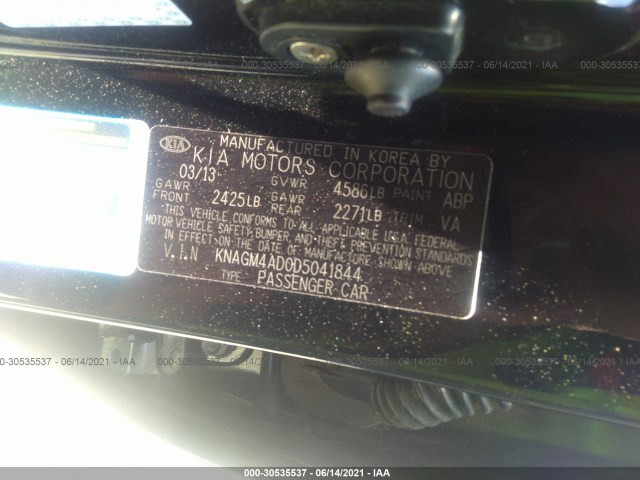 000-30535537 - 06/14/2021 - IAA
KIA
MANUFACTURED IN KOREA BY
KIA MOTORS CORPORATION
03/13 GVWR 4586LB PAINT ABP
GAWR FRONT 2425LB GAWR REAR 2271LB TRIM VA
THIS VEHICLE CONFORMS TO ALL APPLICABLE U.S.A. FEDERAL
MOTOR VEHICLE SAFETY, BUMPER, AND THEFT PREVENTION STANDARDS
IN EFFECT ON THE DATE OF MANUFACTURE SHOWN ABOVE
V.I.N KNAGM4AD0D5041844
TYPE: PASSENGER CAR
000-30535537 - 06/14/2021 - IAA